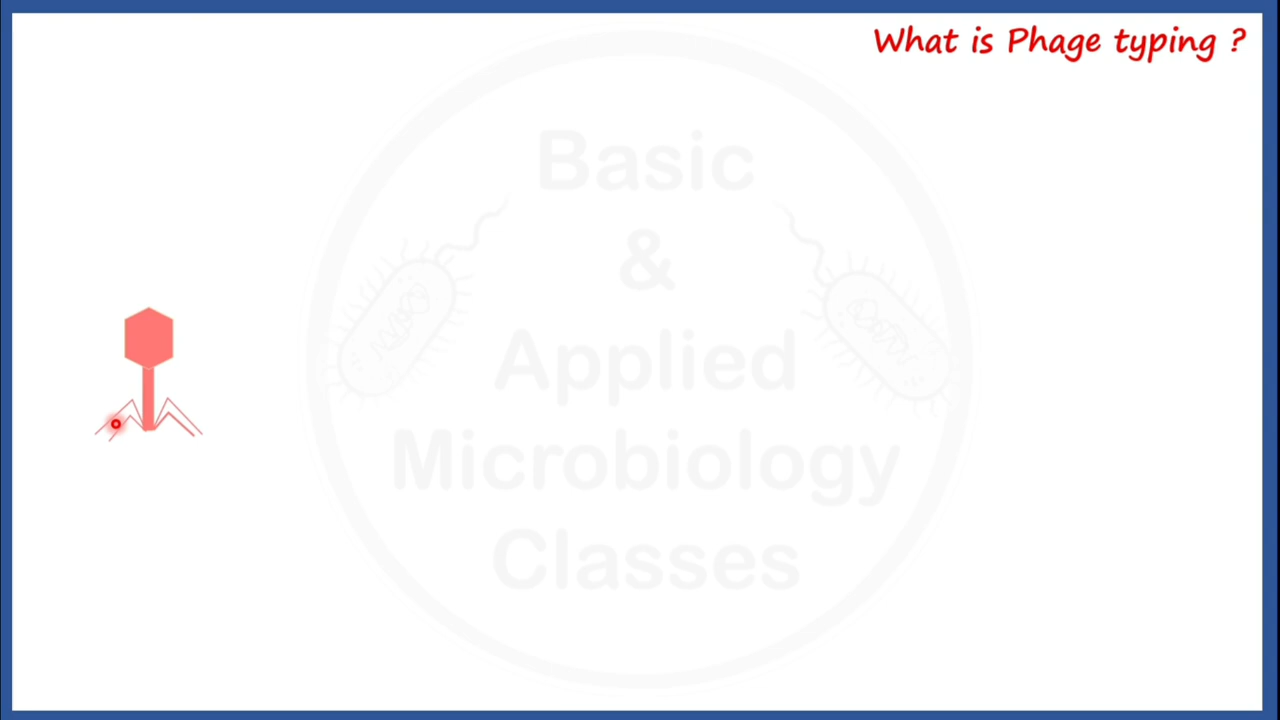 What is Phage typing ?
Basic
&
Applied
Microbiology
Classes